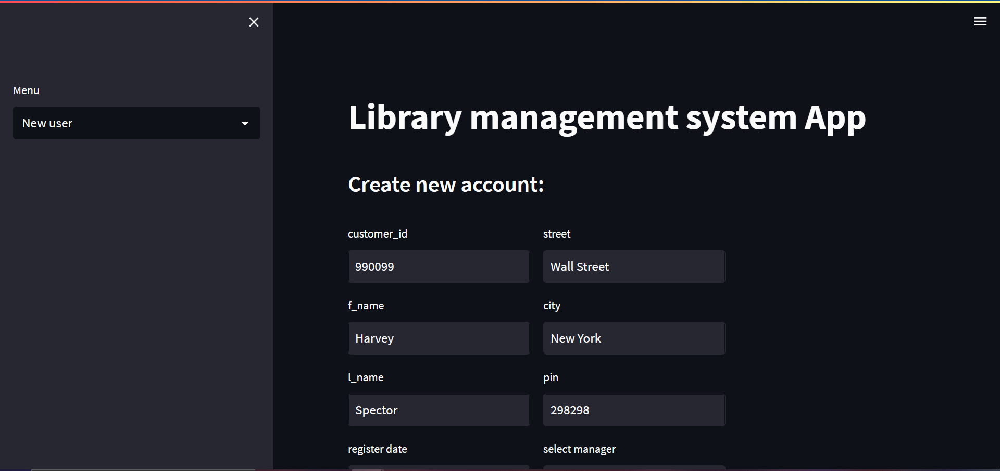 Menu
New user
Library management system App
Create new account:
customer_id
street
990099
Wall Street
f_name
city
Harvey
New York
l_name
pin
Spector
298298
register date
select manager